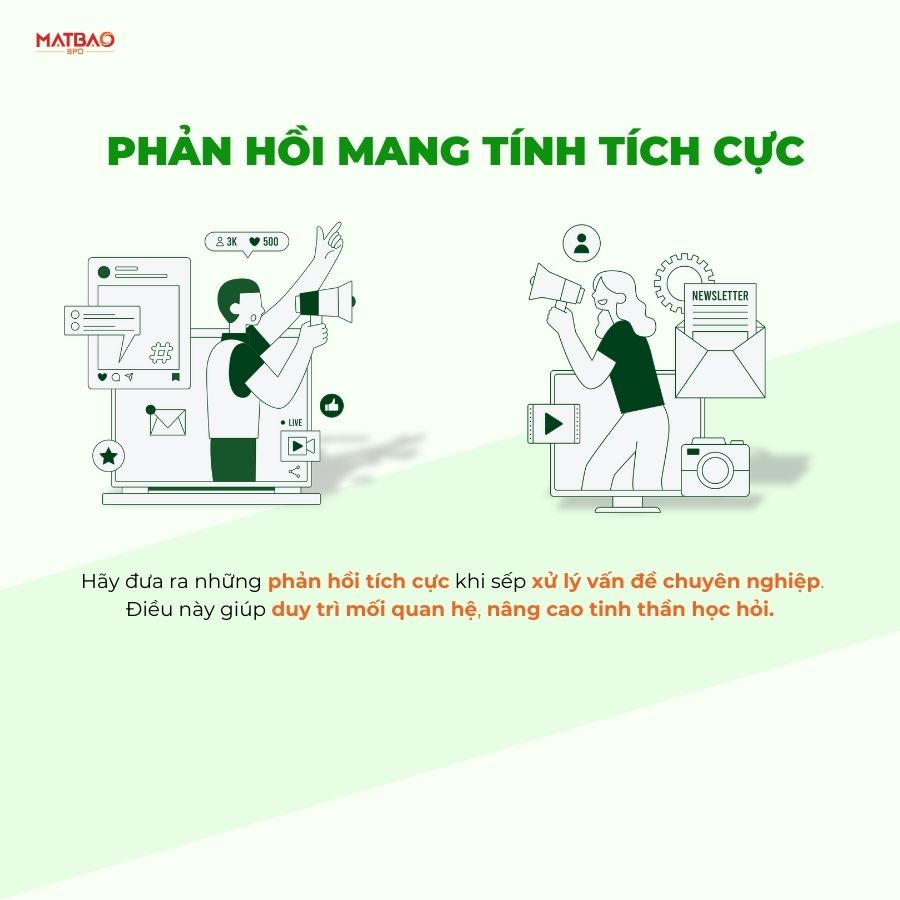 MATBAO
BPO
PHẢN HỒI MANG TÍNH TÍCH CỰC
3K 500
NEWSLETTER
LIVE
Hãy đưa ra những phản hồi tích cực khi sếp xử lý vấn đề chuyên nghiệp.
Điều này giúp duy trì mối quan hệ, nâng cao tinh thần học hỏi.